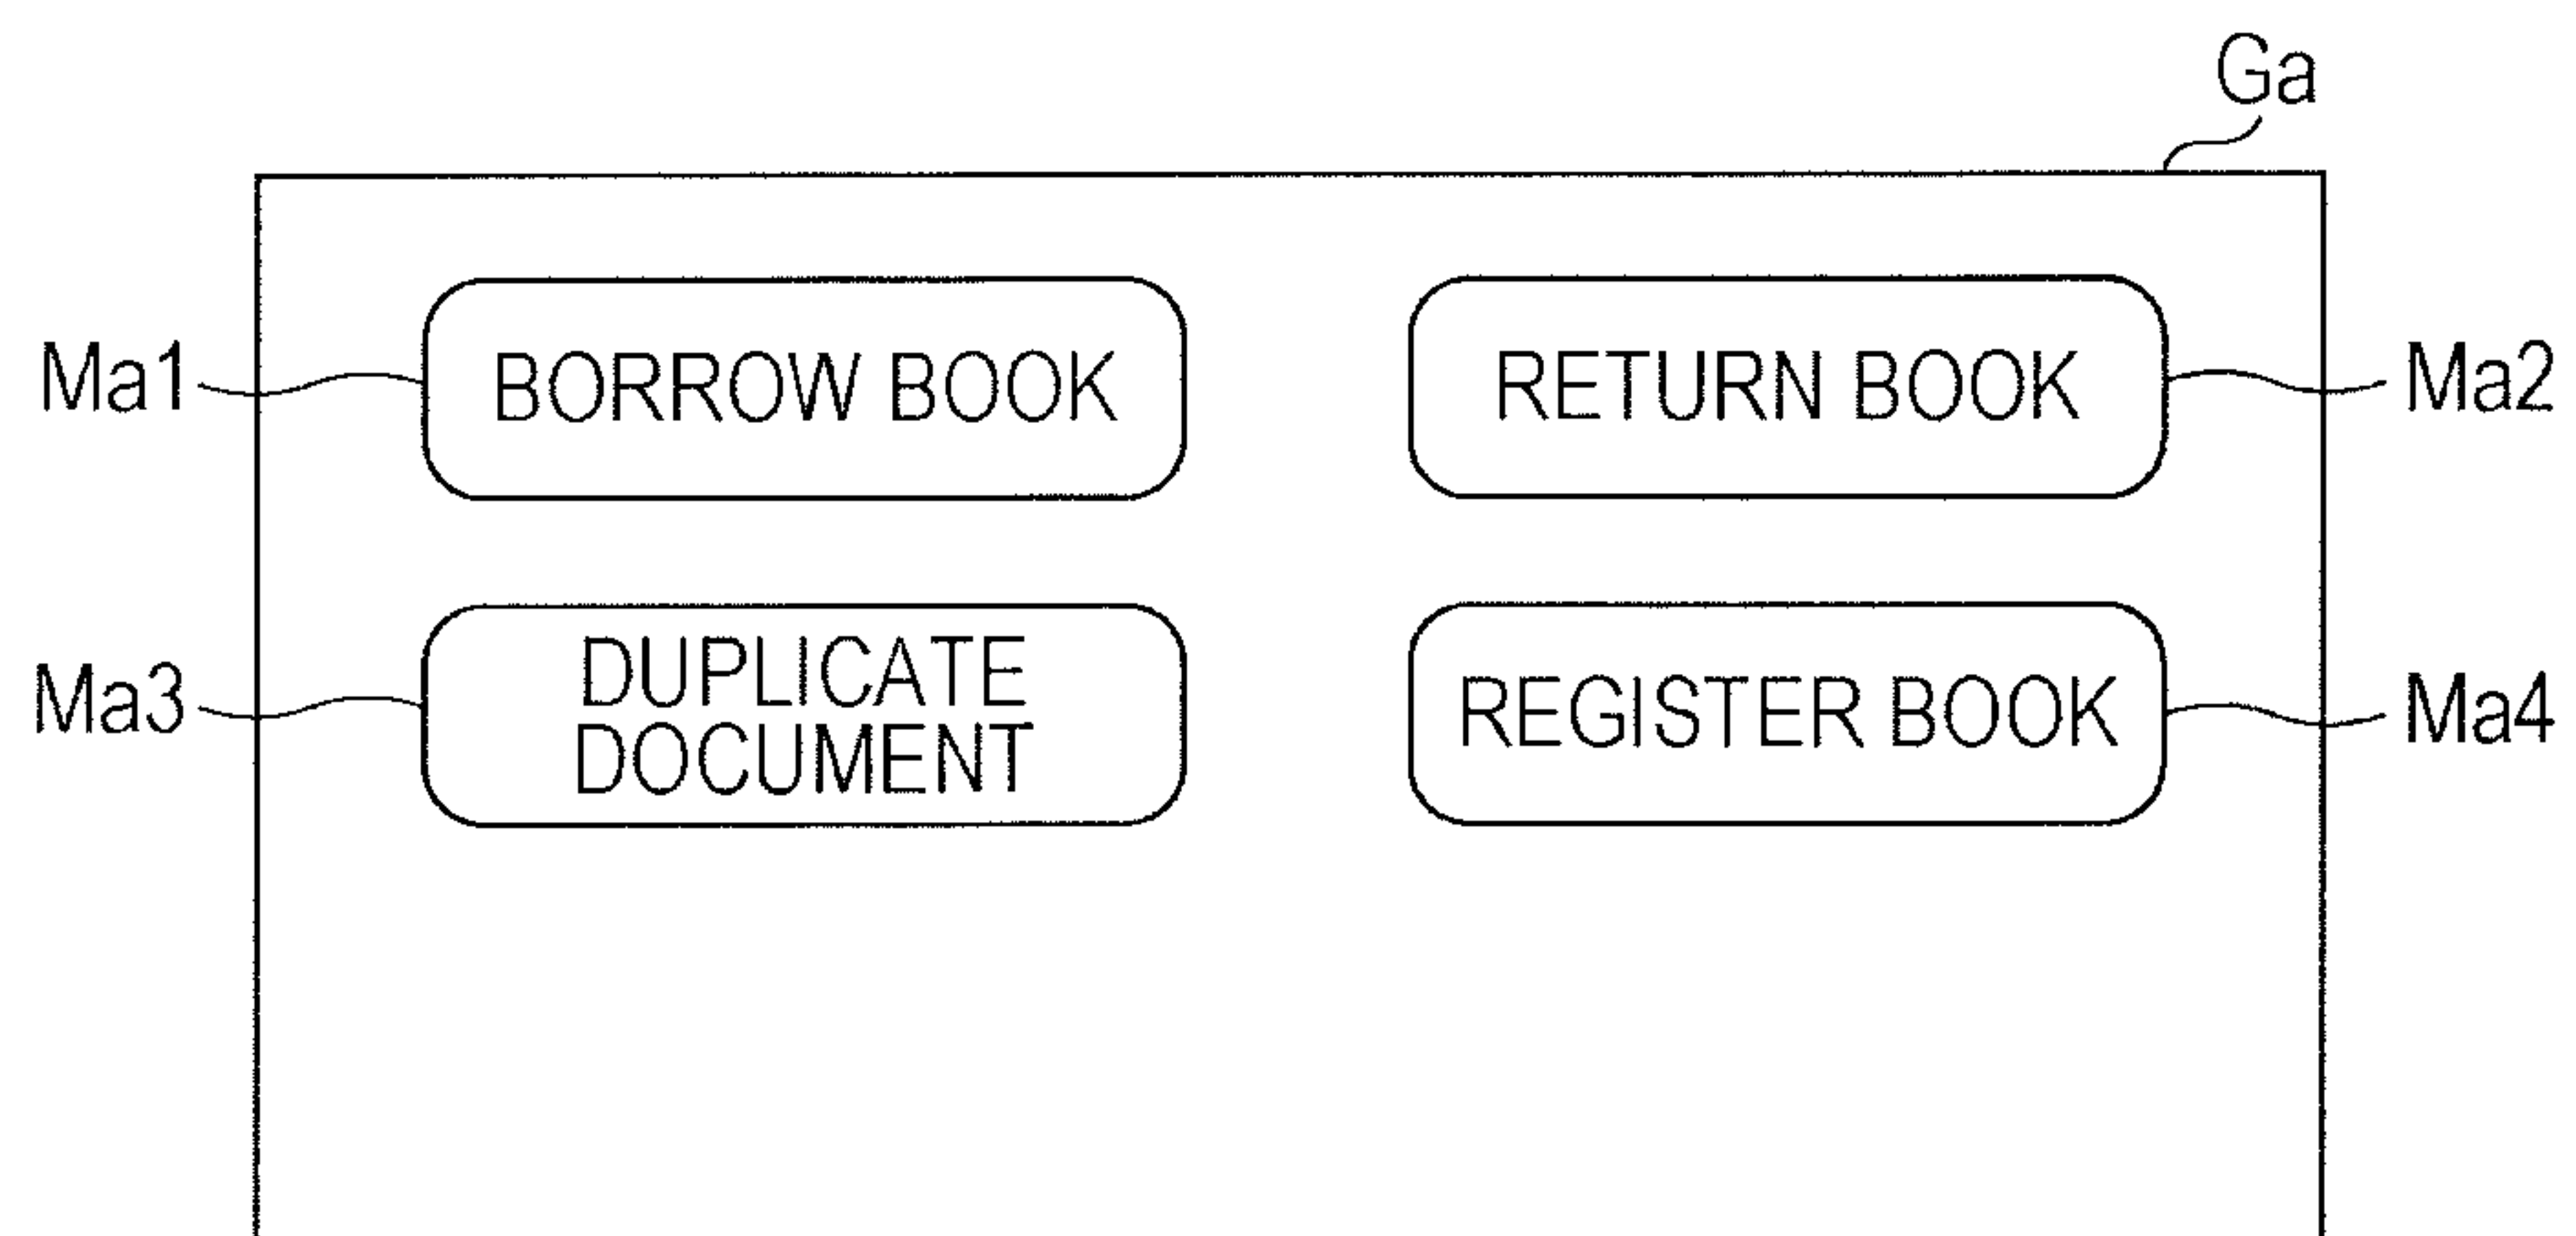 Ga
Ma1 BORROW BOOK RETURN BOOK Ma2
Ma3 DUPLICATE DOCUMENT REGISTER BOOK Ma4